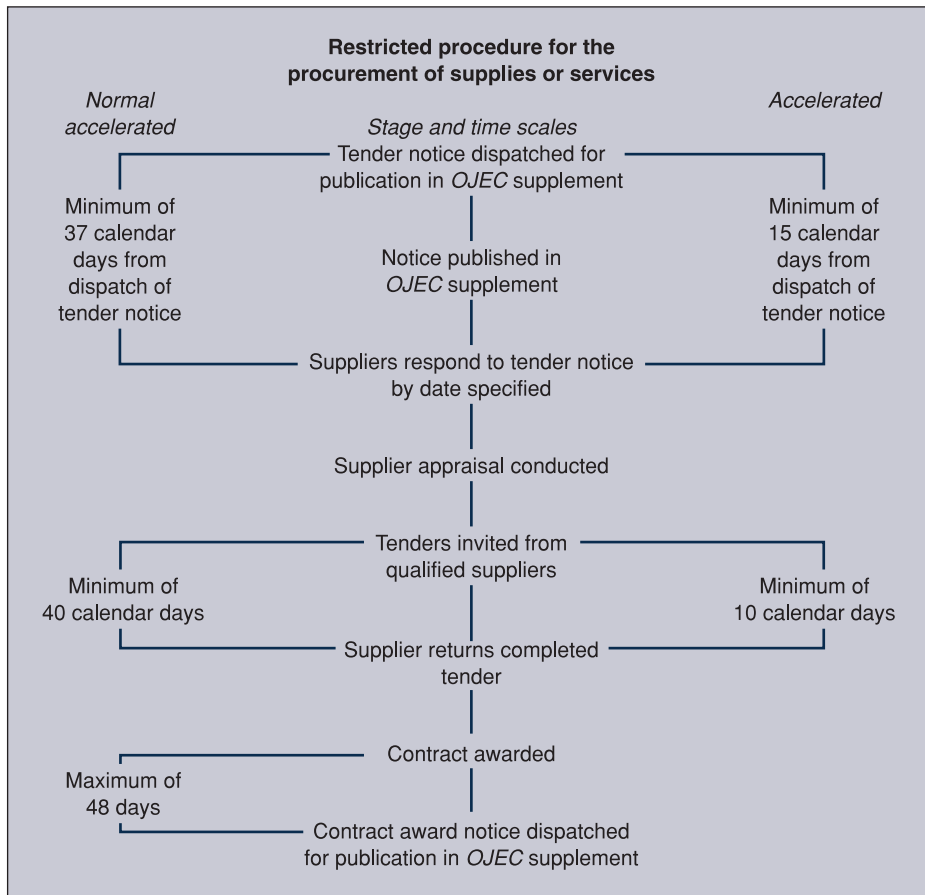 Restricted procedure for the
procurement of supplies or services
Normal
accelerated
Accelerated
Stage and time scales
Tender notice dispatched for
publication in OJEC supplement
Minimum of
37 calendar
days from
dispatch of
tender notice
Notice published in
OJEC supplement
Minimum of
15 calendar
days from
dispatch of
tender notice
Suppliers respond to tender notice
by date specified
Supplier appraisal conducted
Tenders invited from
qualified suppliers
Minimum of
40 calendar days
Minimum of
10 calendar days
Supplier returns completed
tender
Contract awarded
Maximum of
48 days
Contract award notice dispatched
for publication in OJEC supplement